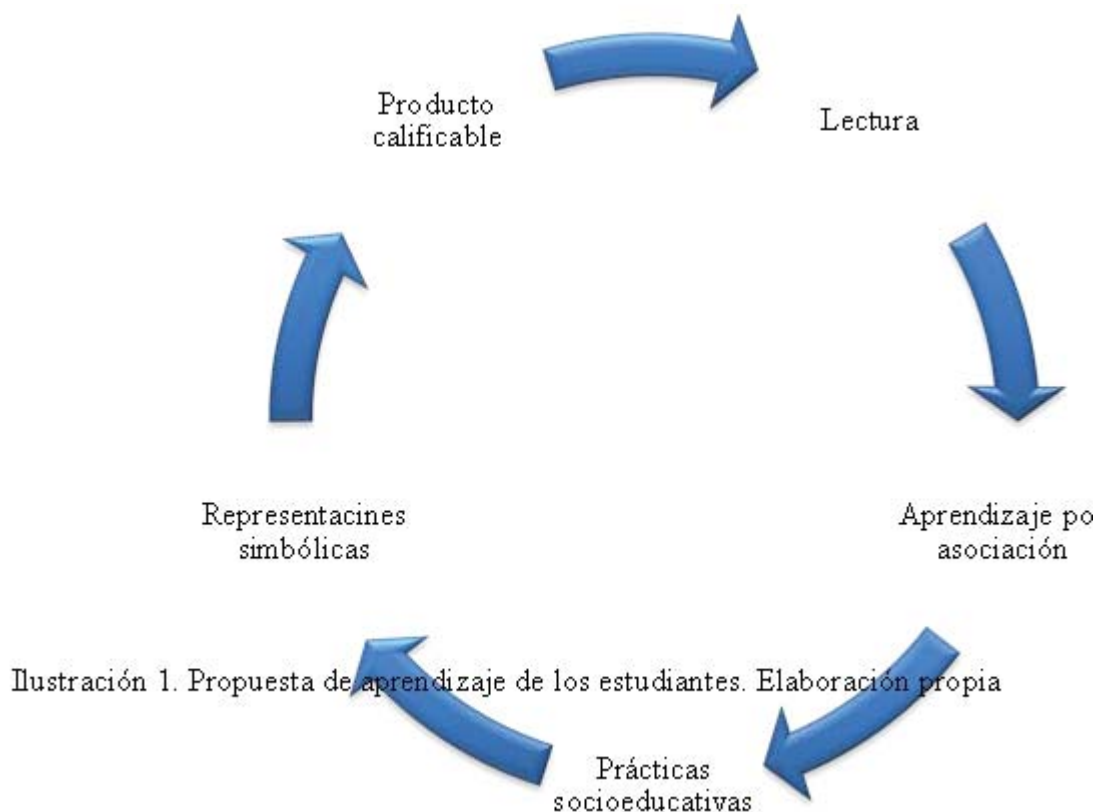 Producto
calificable
Lectura
Representacines
simbólicas
Aprendizaje po
asociación
Ilustración 1. Propuesta de aprendizaje de los estudiantes. Elaboración propia
Prácticas
socioeducativas